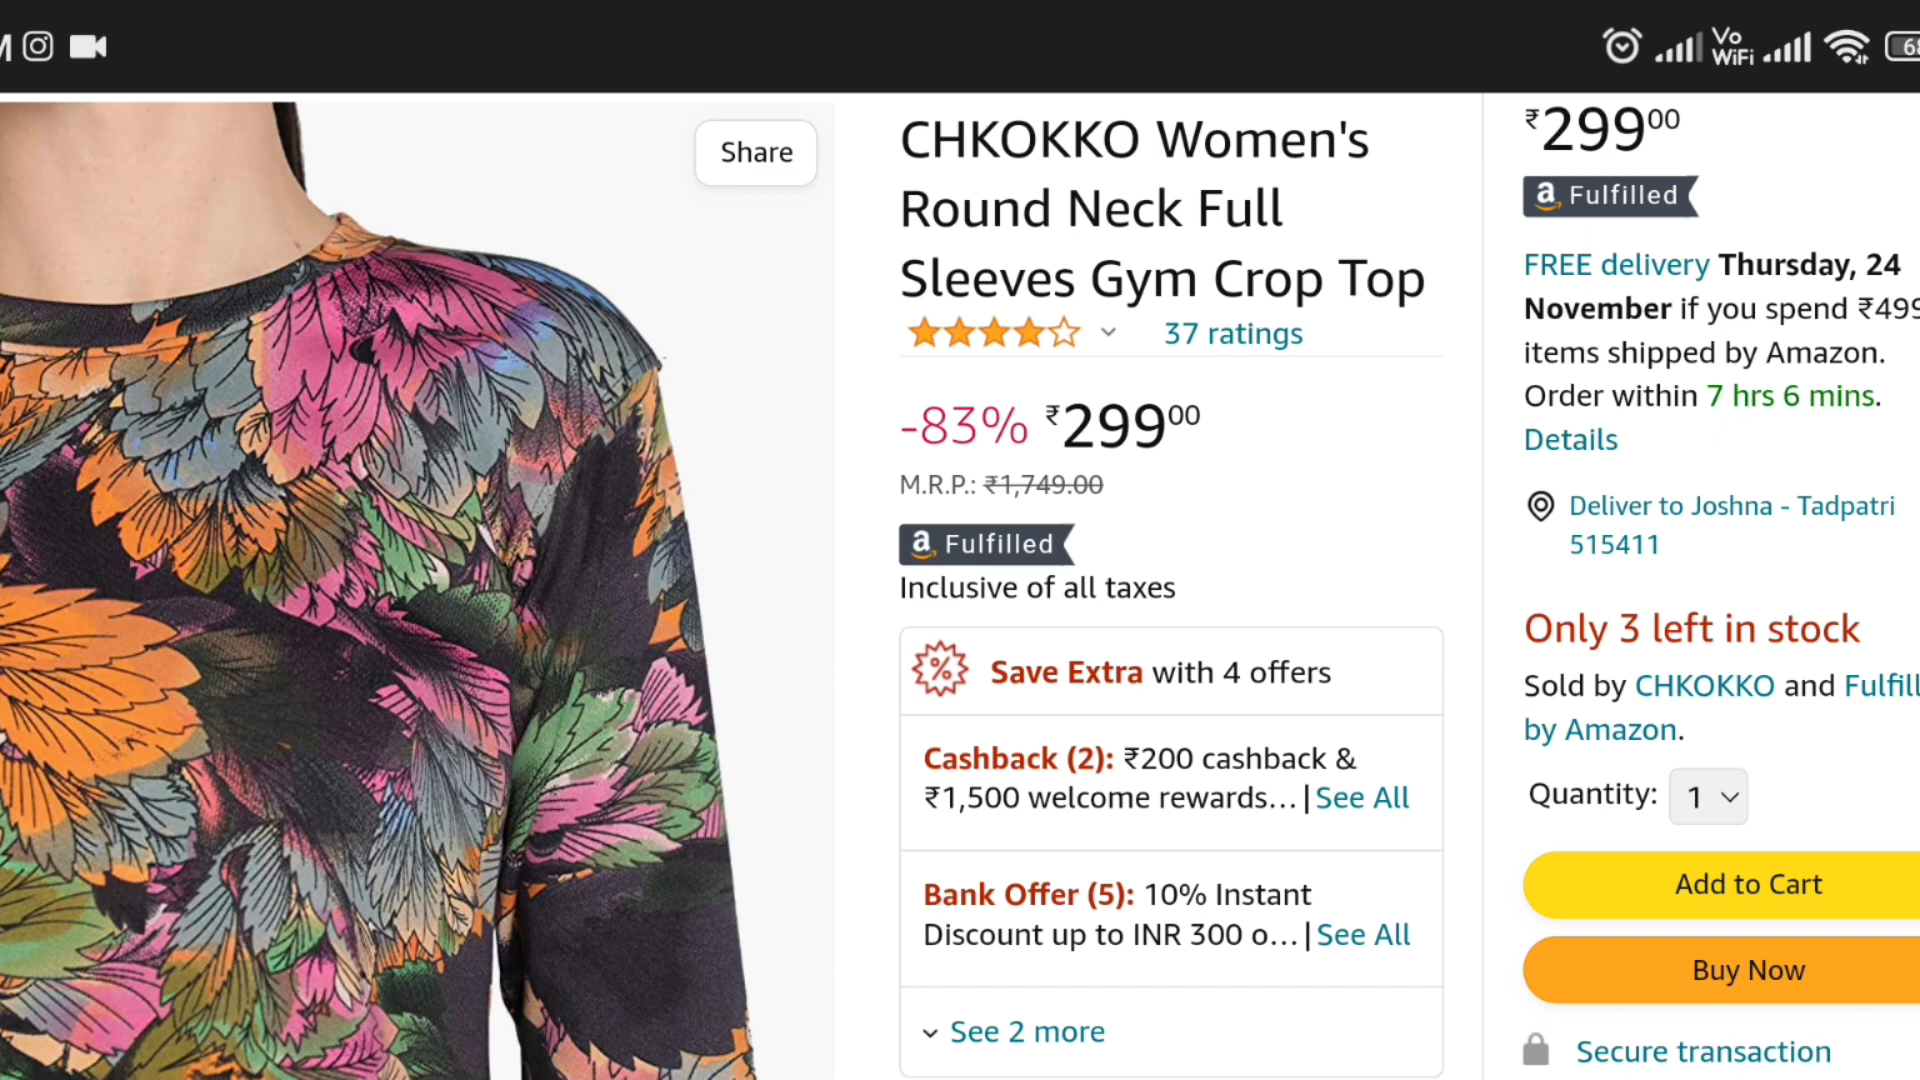 Vo
WiFi
Share
CHKOKKO Women's
Round Neck Full
Sleeves Gym Crop Top
37 ratings
-83% ₹29900
M.R.P.: ₹1,749.00
a Fulfilled
Inclusive of all taxes
Save Extra with 4 offers
Cashback (2): ₹200 cashback &
₹1,500 welcome rewards... | See All
Bank Offer (5): 10% Instant
Discount up to INR 300 o... | See All
See 2 more
₹29900
a Fulfilled
FREE delivery Thursday, 24
November if you spend ₹499
items shipped by Amazon.
Order within 7 hrs 6 mins.
Details
Deliver to Joshna - Tadpatri
515411
Only 3 left in stock
Sold by CHKOKKO and Fulfill
by Amazon.
Quantity: 1
Add to Cart
Buy Now
Secure transaction